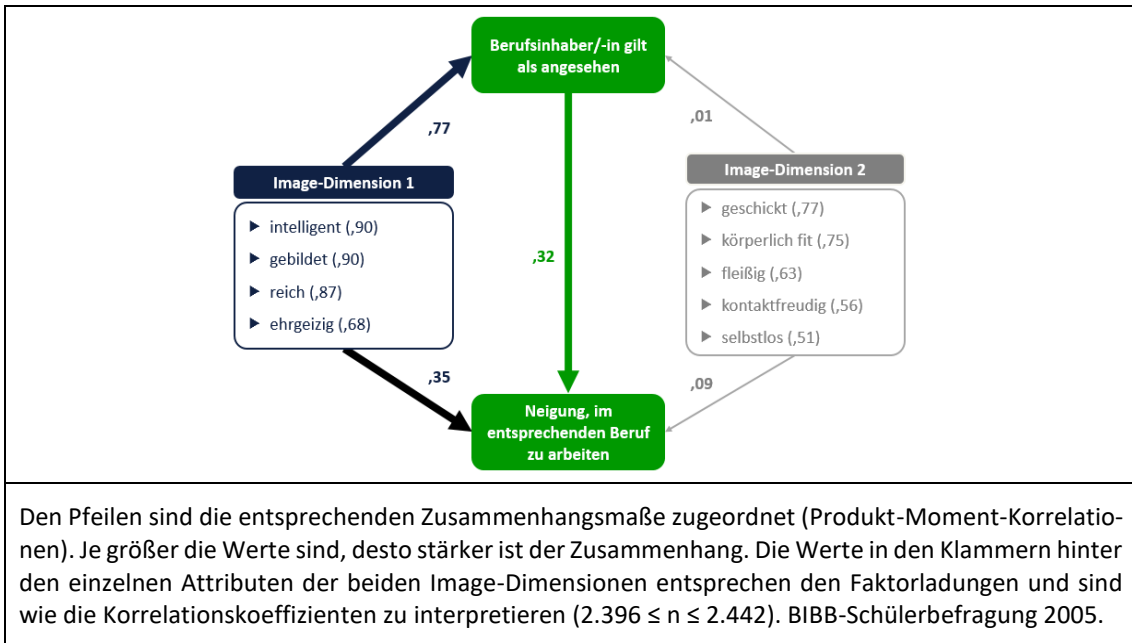 Berufsinhaber/-in gilt
als angesehen
,77
,01
Image-Dimension 1
► intelligent (,90)
► gebildet (,90)
► reich (,87)
► ehrgeizig (,68)
,32
Image-Dimension 2
► geschickt (,77)
► körperlich fit (,75)
► fleißig (,63)
► kontaktfreudig (,56)
► selbstlos (,51)
,35
,09
Neigung, im
entsprechenden Beruf
zu arbeiten
Den Pfeilen sind die entsprechenden Zusammenhangsmaße zugeordnet (Produkt-Moment-Korrelatio-
nen). Je größer die Werte sind, desto stärker ist der Zusammenhang. Die Werte in den Klammern hinter
den einzelnen Attributen der beiden Image-Dimensionen entsprechen den Faktorladungen und sind
wie die Korrelationskoeffizienten zu interpretieren (2.396 ≤ n ≤ 2.442). BIBB-Schülerbefragung 2005.